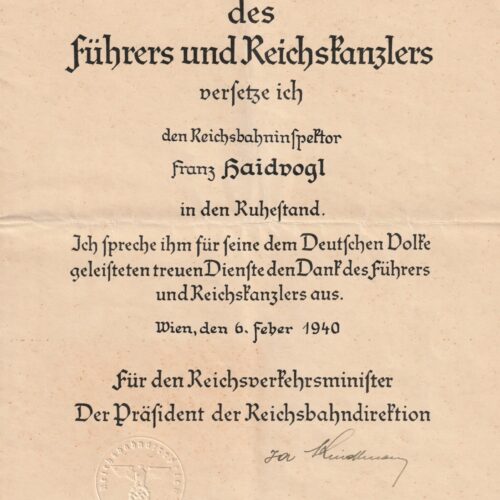 des
Führers und Reichskanzlers
versetze ich
den Reichsbahninspektor
Franz Haidvogl
in den Ruhestand.
Ich spreche ihm für seine dem Deutschen Volke
geleisteten treuen Dienste den Dank des Führers
und Reichskanzlers aus.
Wien, den 6. Feber 1940
Für den Reichsverkehrsminister
Der Präsident der Reichsbahndirektion